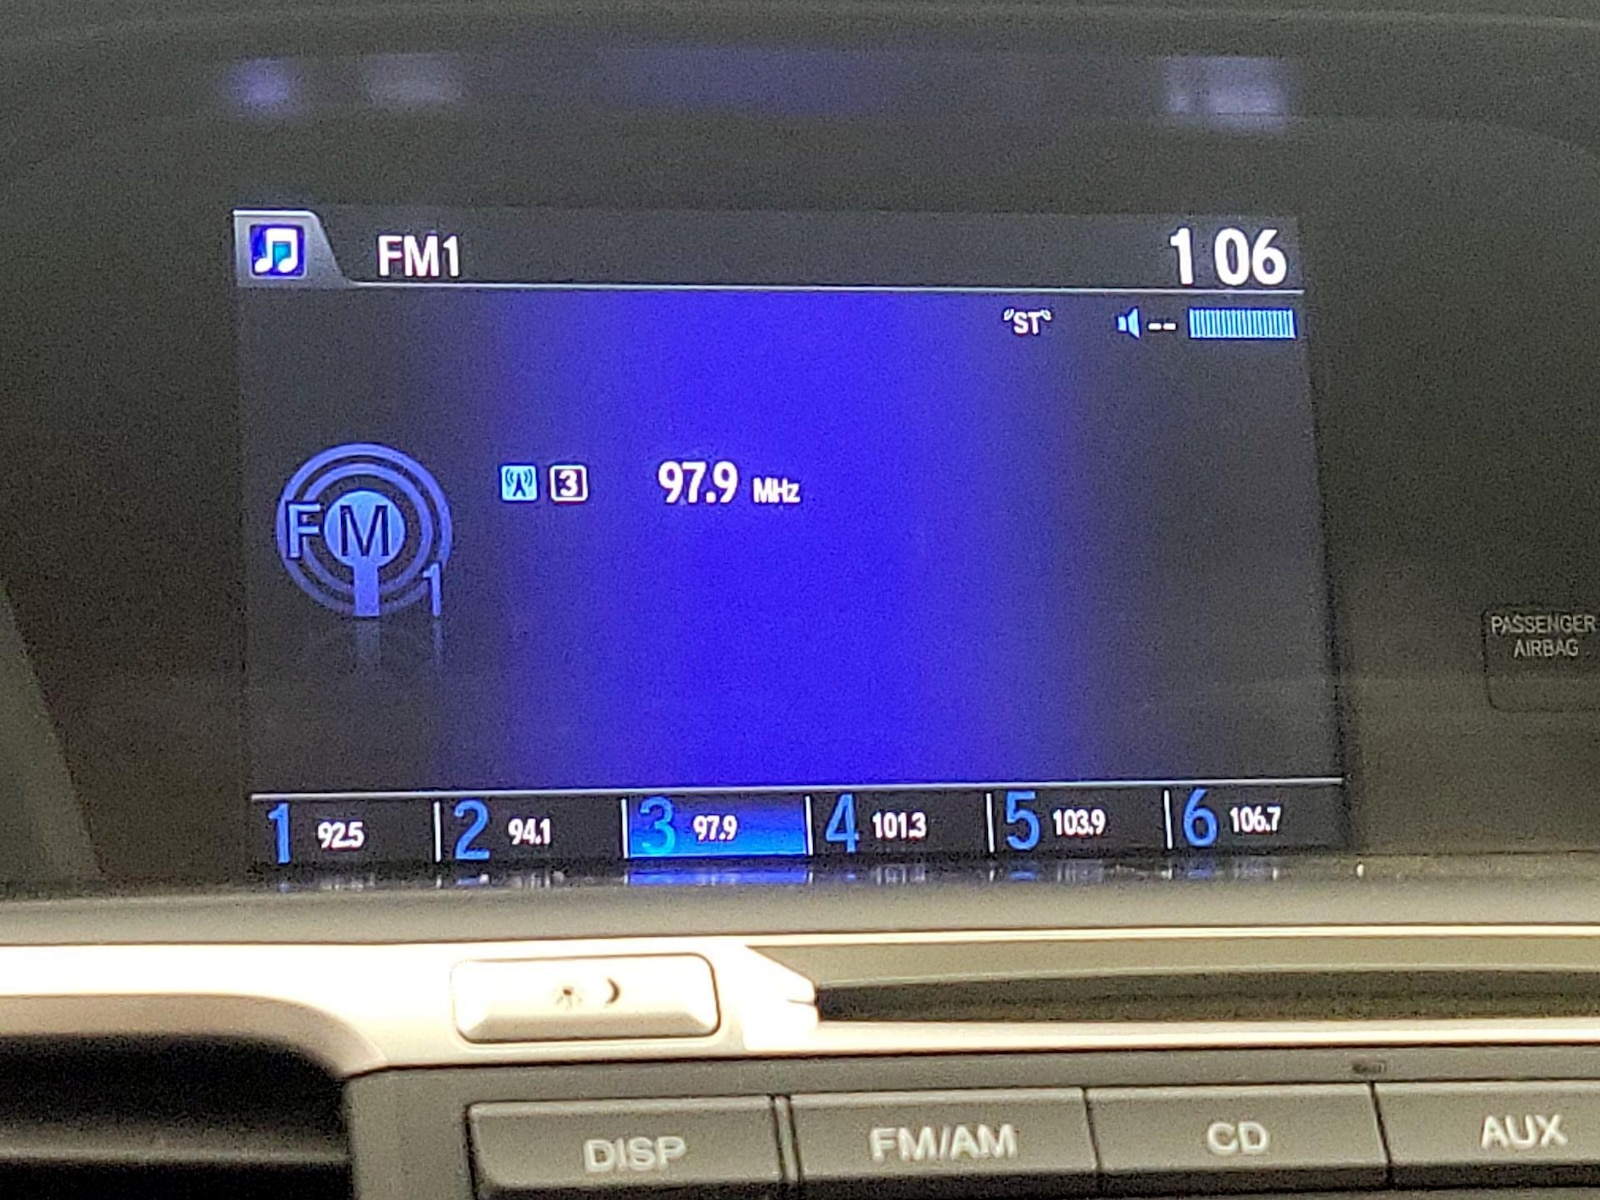 FM1 1 06
ST --
3 97.9 MHz
FM 1
1 92.5 2 94.1 3 97.9 4 101.3 5 103.9 6 106.7
PASSENGER
AIRBAG
DISP FM/AM CD AUX